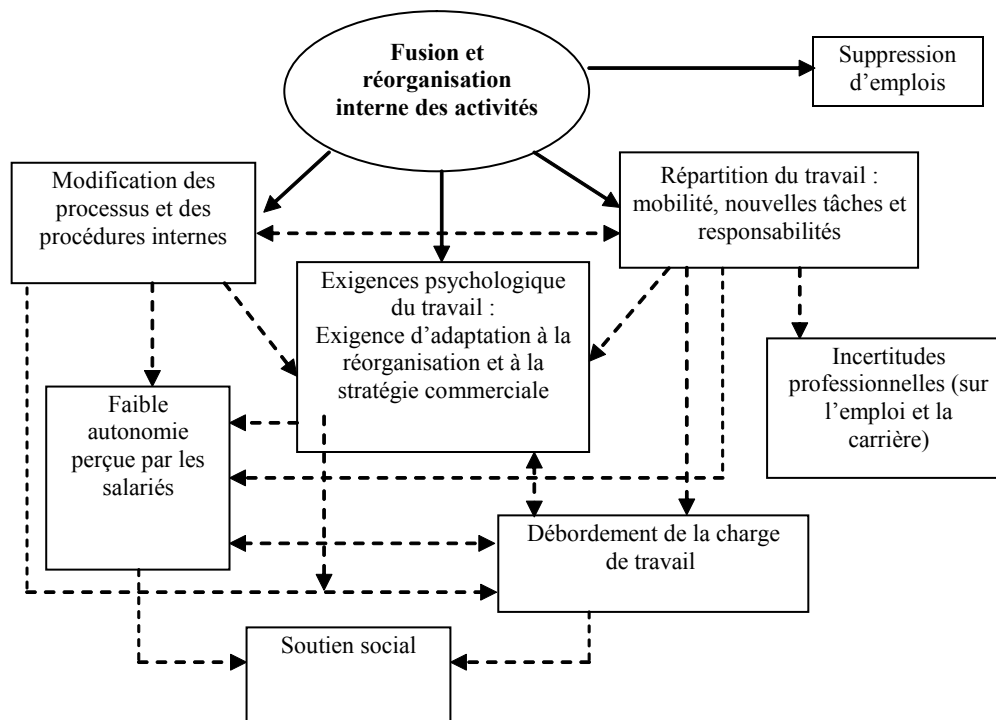 Fusion et
réorganisation
interne des activités
Suppression
d’emplois
Modification des
processus et des
procédures internes
Répartition du travail :
mobilité, nouvelles tâches et
responsabilités
Exigences psychologique
du travail :
Exigence d’adaptation à la
réorganisation et à la
stratégie commerciale
Incertitudes
professionnelles (sur
l’emploi et la
carrière)
Faible
autonomie
perçue par les
salariés
Débordement de la charge
de travail
Soutien social